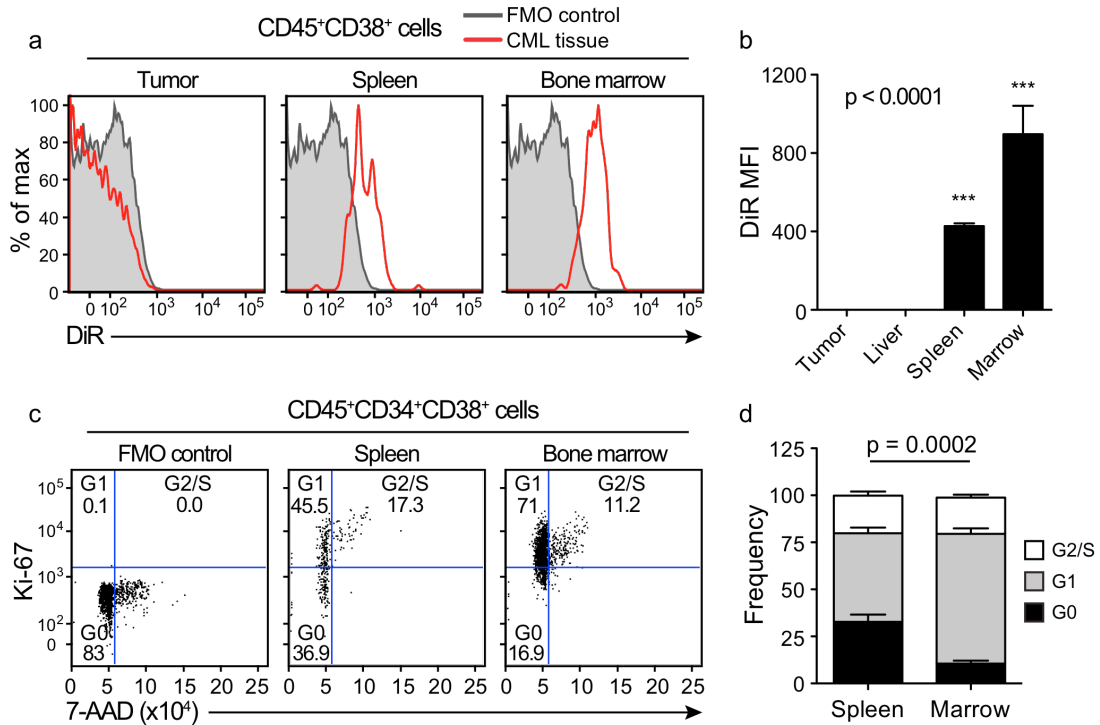 a
CD45⁺CD38⁺ cells
FMO control
CML tissue
Tumor
Spleen
Bone marrow
% of max
100
80
60
40
20
0
0 10² 10³ 10⁴ 10⁵
0 10² 10³ 10⁴ 10⁵
0 10² 10³ 10⁴ 10⁵
DiR
b
p < 0.0001
DiR MFI
1200
800
400
0
***
***
Tumor
Liver
Spleen
Marrow
c
CD45⁺CD34⁺CD38⁺ cells
FMO control
Spleen
Bone marrow
Ki-67
10⁵
10⁴
10³
10²
0
G1
0.1
G2/S
0.0
G0
83
G1
45.5
G2/S
17.3
G0
36.9
G1
71
G2/S
11.2
G0
16.9
0 5 10 15 20 25
0 5 10 15 20 25
0 5 10 15 20 25
7-AAD (x10⁴)
d
p = 0.0002
Frequency
125
100
75
50
25
0
Spleen
Marrow
G2/S
G1
G0